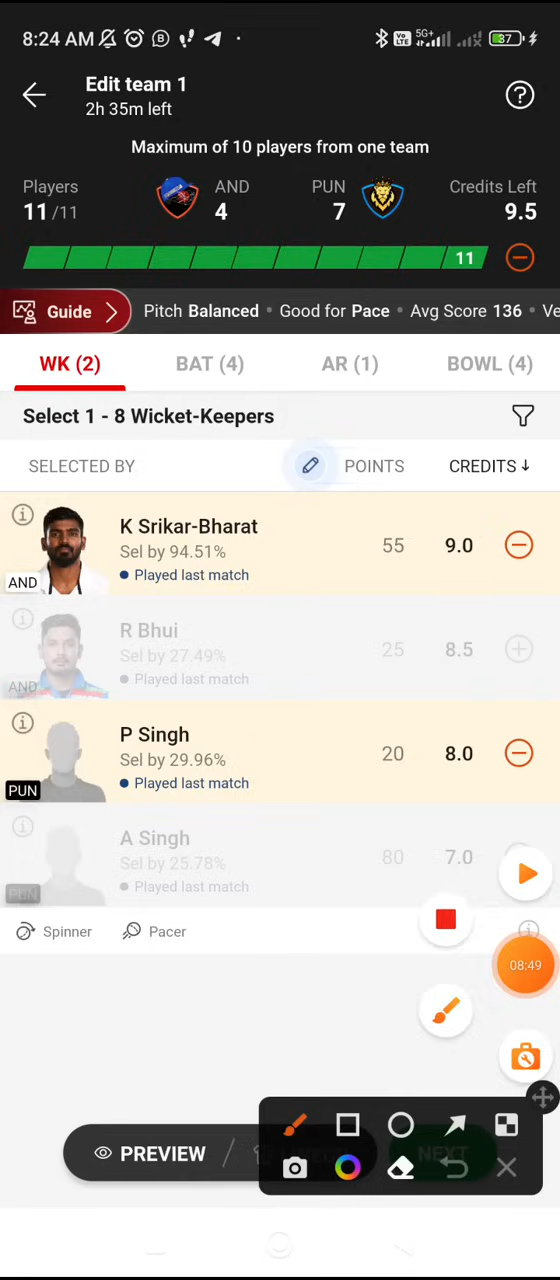 8:24 AM
5G+
Vo
LTE
37
Edit team 1
2h 35m left
Maximum of 10 players from one team
Players
11/11
AND
4
PUN
7
Credits Left
9.5
11
Guide
Pitch Balanced • Good for Pace • Avg Score 136 • Ve
WK (2)
BAT (4)
AR (1)
BOWL (4)
Select 1 - 8 Wicket-Keepers
SELECTED BY
POINTS
CREDITS↓
K Srikar-Bharat
Sel by 94.51%
Played last match
55
9.0
AND
R Bhui
Sel by 27.49%
Played last match
25
8.5
AND
P Singh
Sel by 29.96%
Played last match
20
8.0
PUN
A Singh
Sel by 25.78%
Played last match
80
7.0
PUN
Spinner
Pacer
08:49
PREVIEW
NEXT